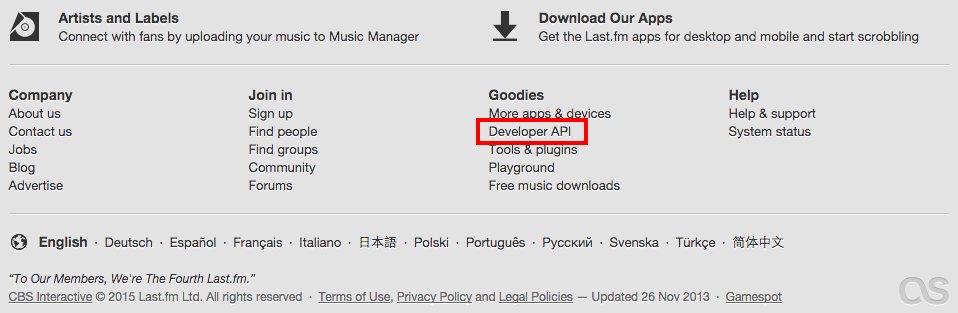 Artists and Labels
Connect with fans by uploading your music to Music Manager
Download Our Apps
Get the Last.fm apps for desktop and mobile and start scrobbling
Company
About us
Contact us
Jobs
Blog
Advertise
Join in
Sign up
Find people
Find groups
Community
Forums
Goodies
More apps & devices
Developer API
Tools & plugins
Playground
Free music downloads
Help
Help & support
System status
English · Deutsch · Español · Français · Italiano · 日本語 · Polski · Português · Русский · Svenska · Türkçe · 简体中文
“To Our Members, We're The Fourth Last.fm.”
CBS Interactive © 2015 Last.fm Ltd. All rights reserved · Terms of Use, Privacy Policy and Legal Policies — Updated 26 Nov 2013 · Gamespot